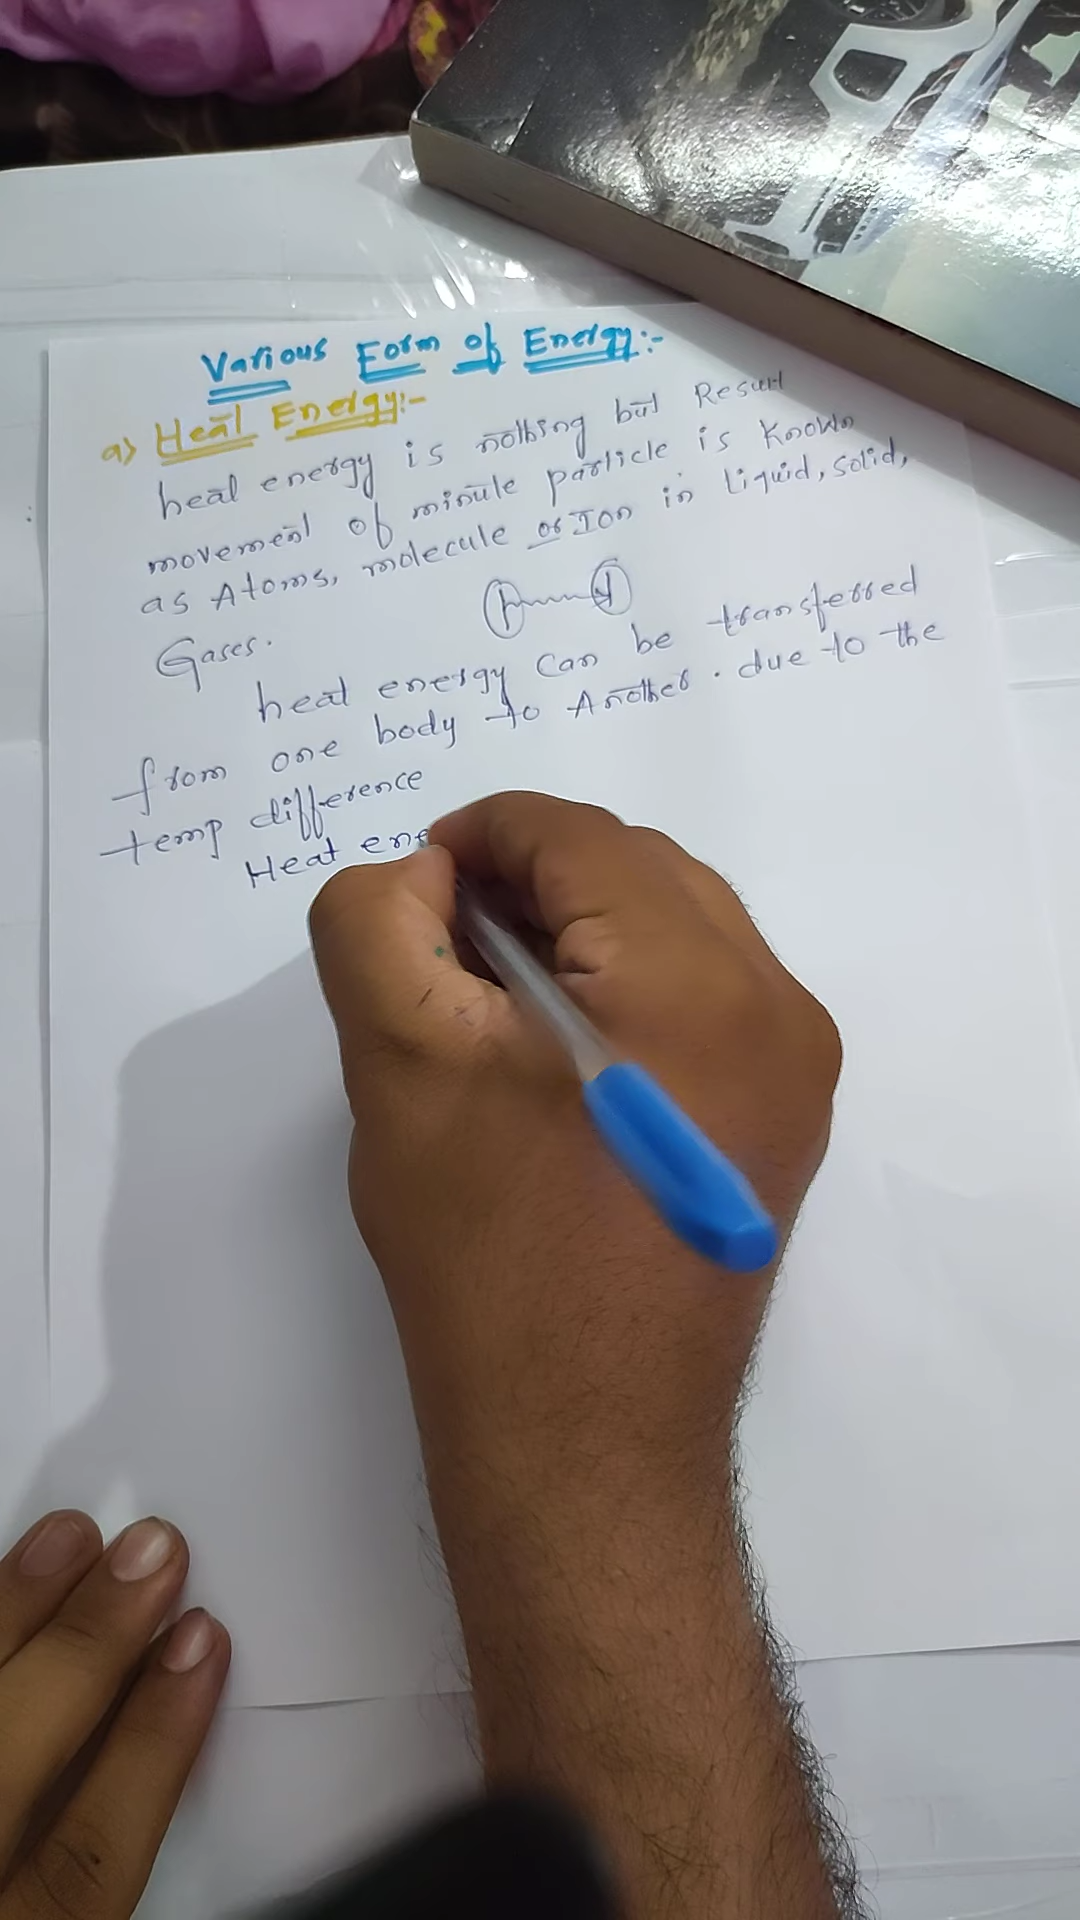 Various Form of Energy:-
a) Heat Energy:-
heat energy is nothing but Result
movement of minute particle is Known
as Atoms, molecule or Ion in Liquid, Solid,
Gases.
heat energy Can be transferred
from one body to Another. due to the
temp difference
Heat ene